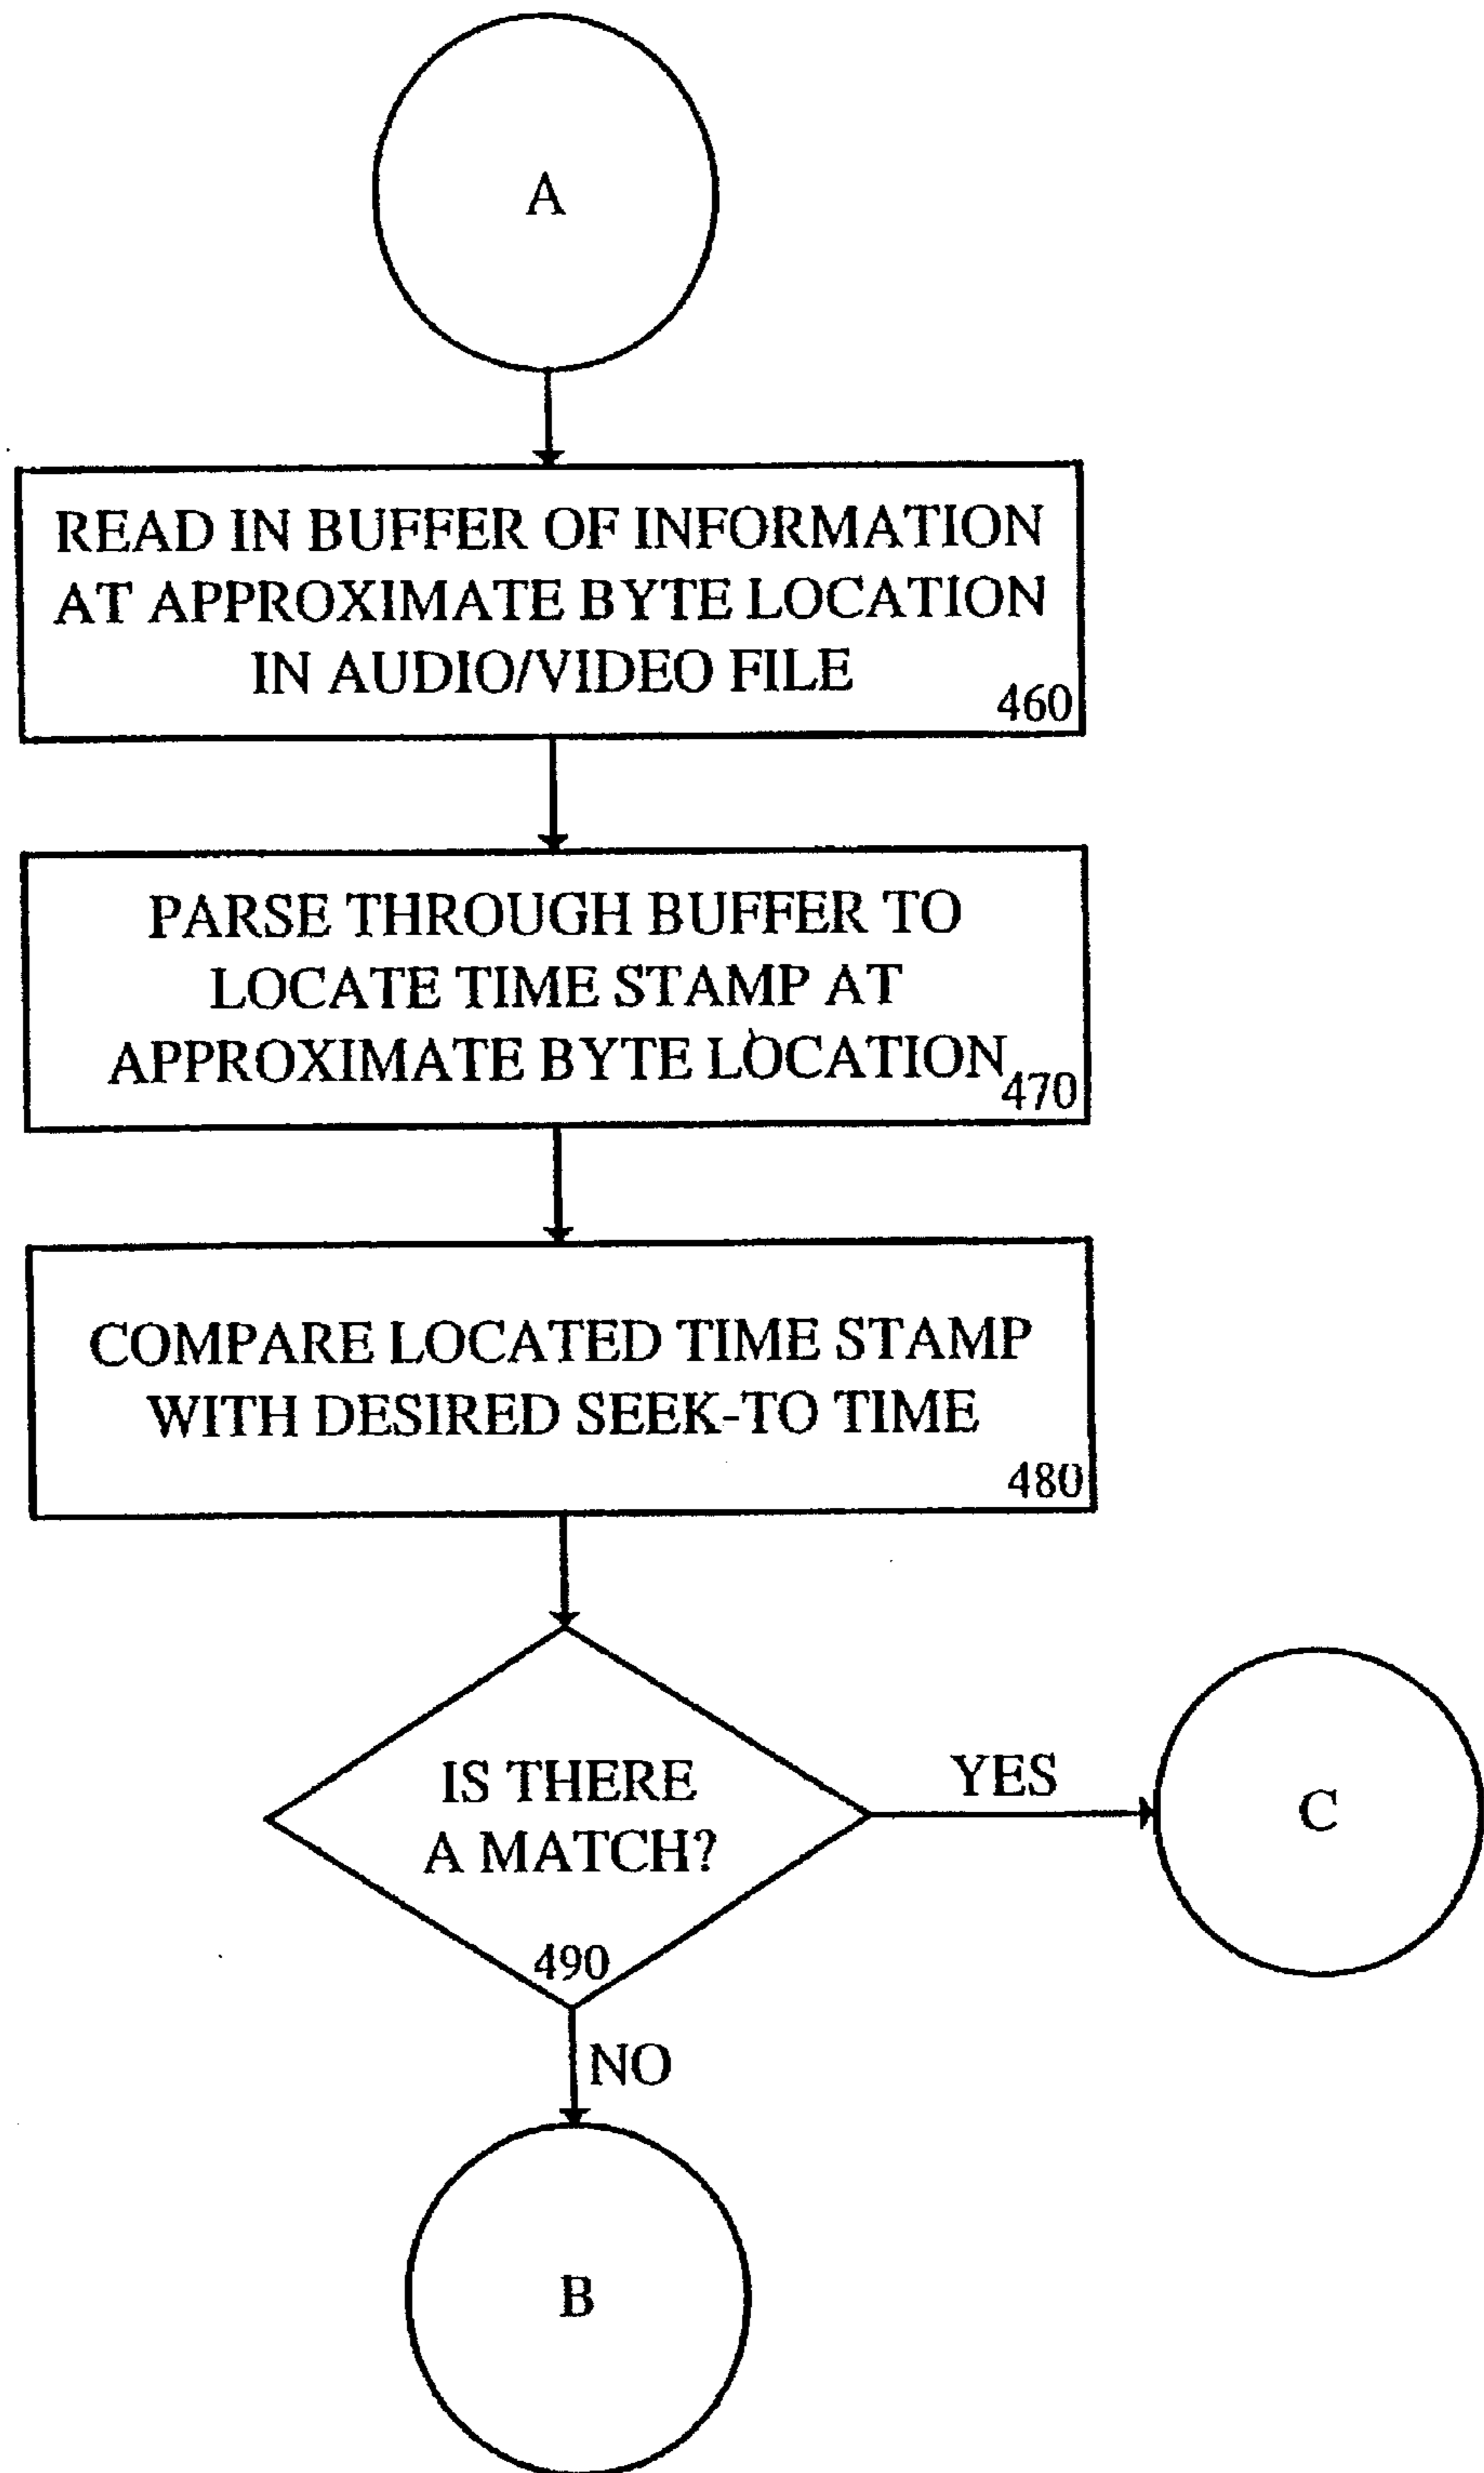 A
READ IN BUFFER OF INFORMATION
AT APPROXIMATE BYTE LOCATION
IN AUDIO/VIDEO FILE
460
PARSE THROUGH BUFFER TO
LOCATE TIME STAMP AT
APPROXIMATE BYTE LOCATION
470
COMPARE LOCATED TIME STAMP
WITH DESIRED SEEK-TO TIME
480
IS THERE
A MATCH?
490
YES
C
NO
B